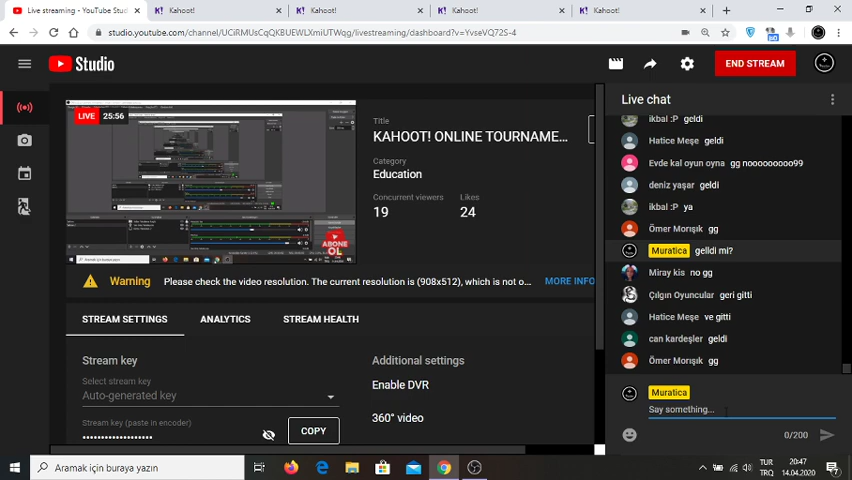 Live streaming - YouTube Studio
Kahoot!
Kahoot!
Kahoot!
Kahoot!
studio.youtube.com/channel/UCiRMUsCqQKBUEWLXmiUTWqg/livestreaming/dashboard?v=YvseVQ72S-4
Studio
END STREAM
LIVE 25:56
ABONE
OL
Title
KAHOOT! ONLINE TOURNAME...
Category
Education
Concurrent viewers
Likes
19
24
Warning
Please check the video resolution. The current resolution is (908x512), which is not o...
MORE INFO
STREAM SETTINGS
ANALYTICS
STREAM HEALTH
Stream key
Select stream key
Auto-generated key
Stream key (paste in encoder)
COPY
Additional settings
Enable DVR
360° video
Live chat
ikbal :P geldi
Hatice Meşe geldi
Evde kal oyun oyna gg nooooooooo99
deniz yaşar geldi
ikbal :P ya
Ömer Morışık gg
Muratica gelldi mi?
Miray kis no gg
Çılgın Oyuncular geri gitti
Hatice Meşe ve gitti
can kardeşler geldi
Ömer Morışık gg
Muratica
Say something...
0/200
Aramak için buraya yazın
TUR
TRQ
20:47
14.04.2020